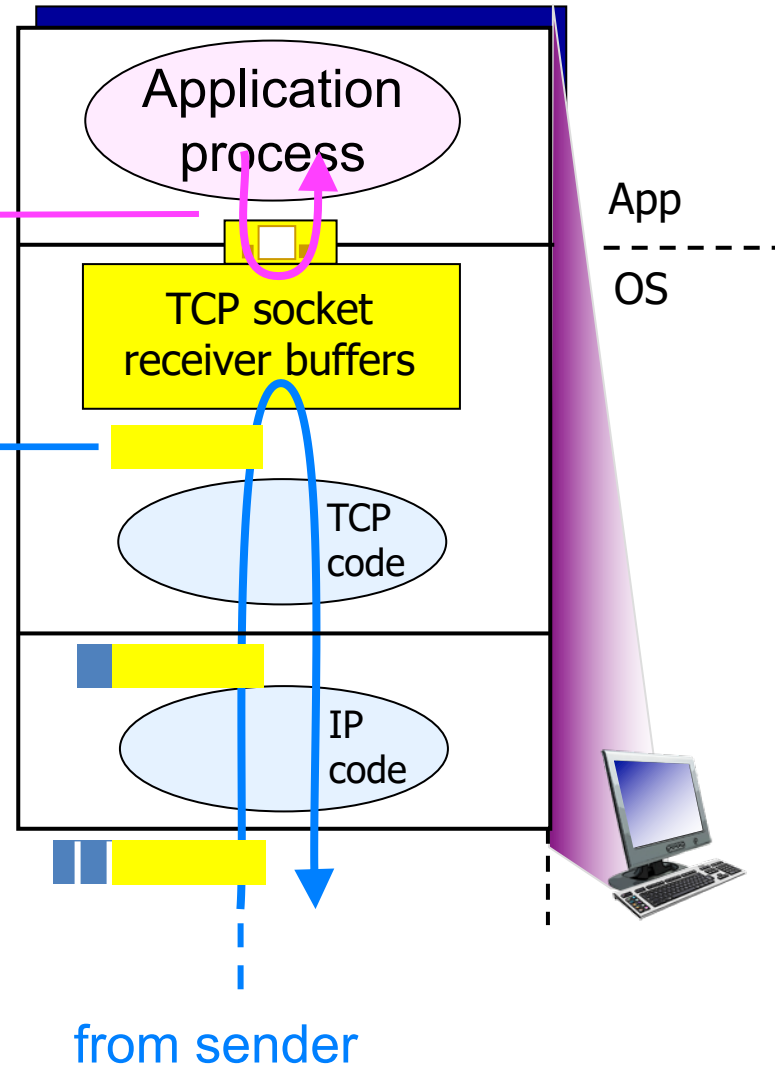 Application
process
App
OS
TCP socket
receiver buffers
TCP
code
IP
code
from sender